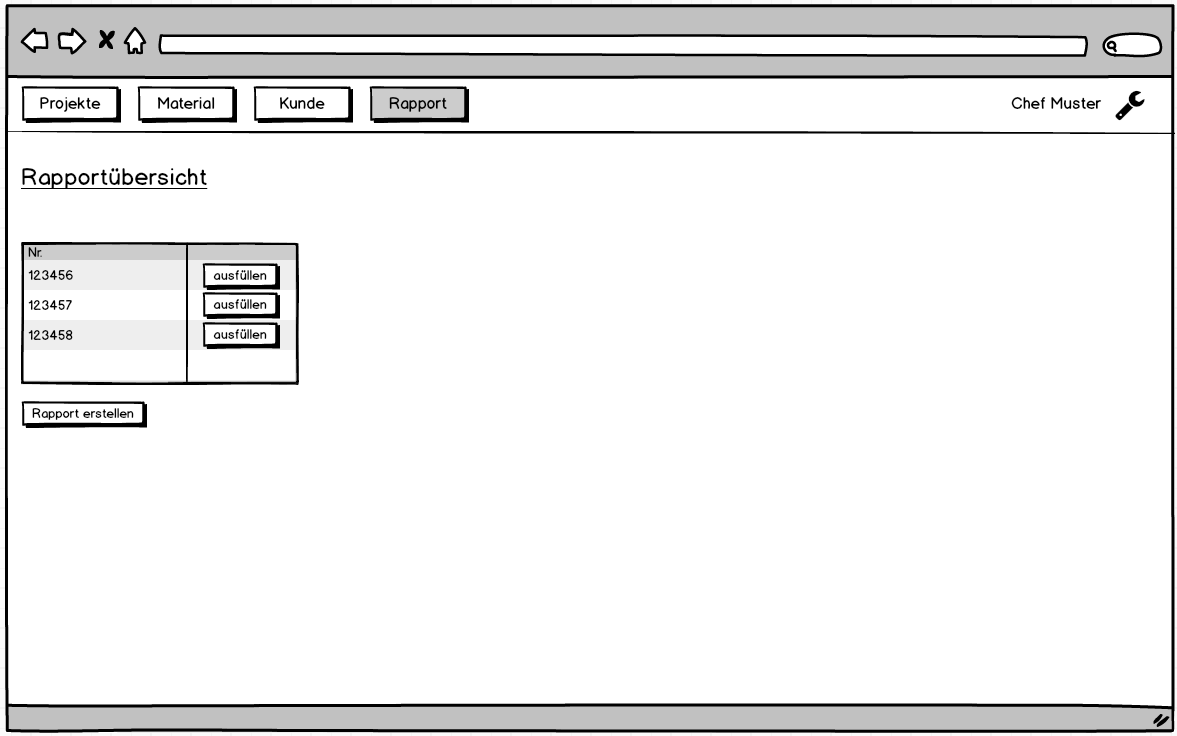 Projekte Material Kunde Rapport Chef Muster
Rapportübersicht
Nr.
123456 ausfüllen
123457 ausfüllen
123458 ausfüllen
Rapport erstellen